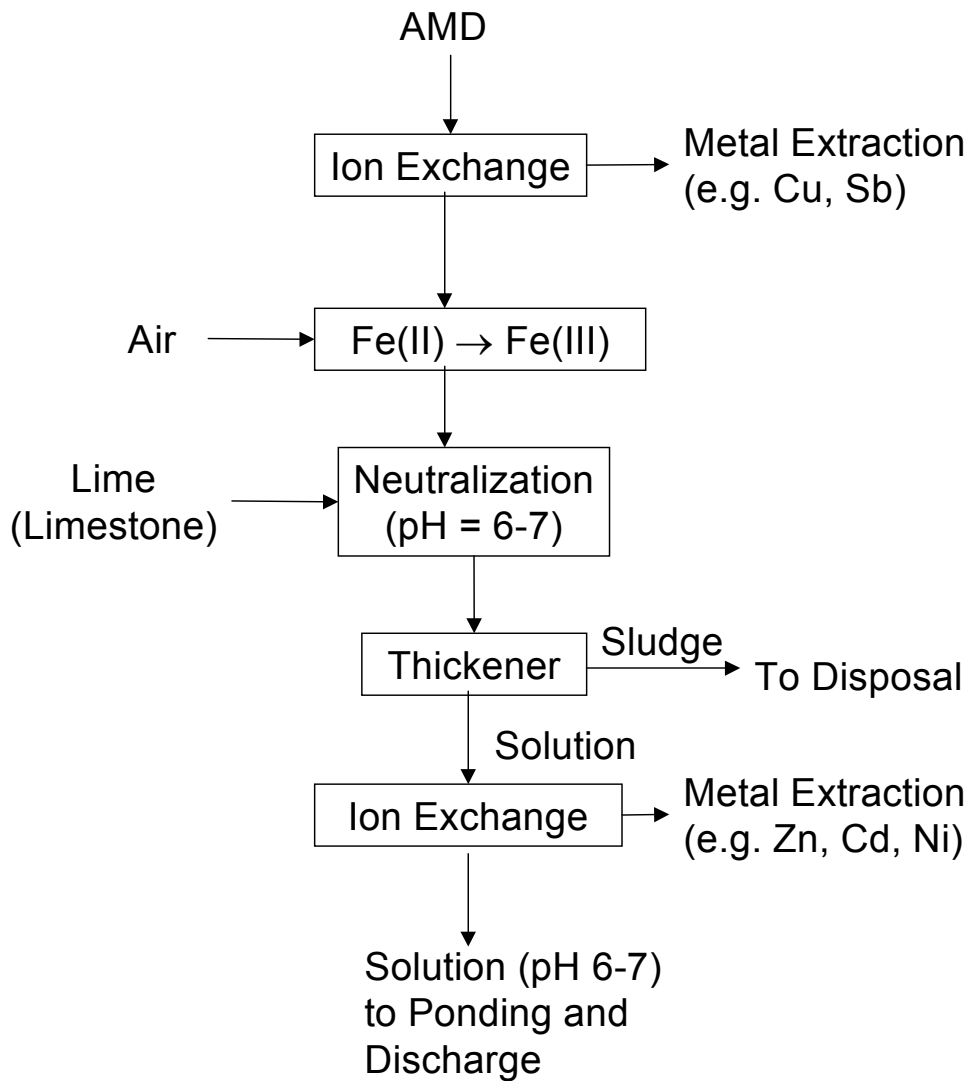 AMD
Ion Exchange
Metal Extraction
(e.g. Cu, Sb)
Air
Fe(II) → Fe(III)
Lime
(Limestone)
Neutralization
(pH = 6-7)
Thickener
Sludge
To Disposal
Solution
Ion Exchange
Metal Extraction
(e.g. Zn, Cd, Ni)
Solution (pH 6-7)
to Ponding and
Discharge